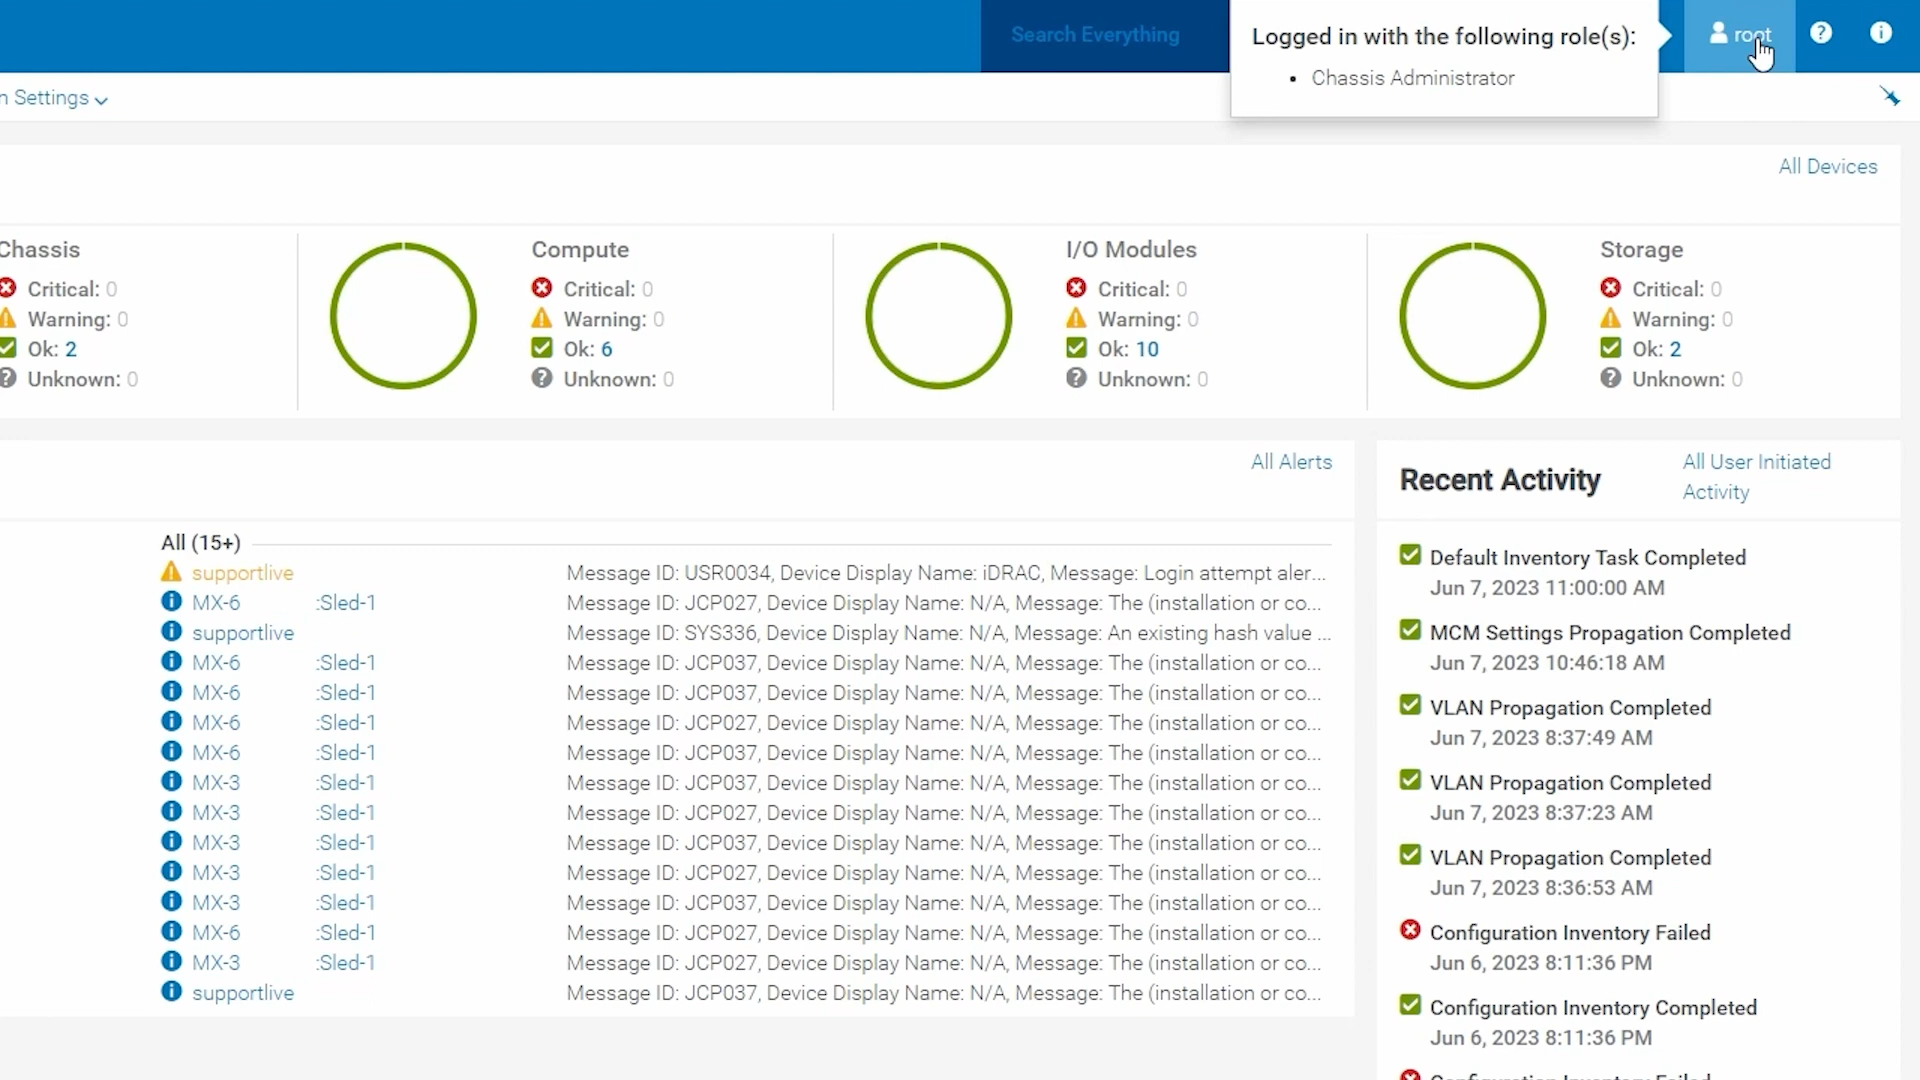 Search Everything
Logged in with the following role(s):
• Chassis Administrator
root
n Settings
All Devices
Chassis
Critical: 0
Warning: 0
Ok: 2
Unknown: 0
Compute
Critical: 0
Warning: 0
Ok: 6
Unknown: 0
I/O Modules
Critical: 0
Warning: 0
Ok: 10
Unknown: 0
Storage
Critical: 0
Warning: 0
Ok: 2
Unknown: 0
All Alerts
All (15+)
supportlive Message ID: USR0034, Device Display Name: iDRAC, Message: Login attempt aler...
MX-6 :Sled-1 Message ID: JCP027, Device Display Name: N/A, Message: The (installation or co...
supportlive Message ID: SYS336, Device Display Name: N/A, Message: An existing hash value ...
MX-6 :Sled-1 Message ID: JCP037, Device Display Name: N/A, Message: The (installation or co...
MX-6 :Sled-1 Message ID: JCP037, Device Display Name: N/A, Message: The (installation or co...
MX-6 :Sled-1 Message ID: JCP027, Device Display Name: N/A, Message: The (installation or co...
MX-6 :Sled-1 Message ID: JCP037, Device Display Name: N/A, Message: The (installation or co...
MX-3 :Sled-1 Message ID: JCP037, Device Display Name: N/A, Message: The (installation or co...
MX-3 :Sled-1 Message ID: JCP027, Device Display Name: N/A, Message: The (installation or co...
MX-3 :Sled-1 Message ID: JCP037, Device Display Name: N/A, Message: The (installation or co...
MX-3 :Sled-1 Message ID: JCP027, Device Display Name: N/A, Message: The (installation or co...
MX-3 :Sled-1 Message ID: JCP037, Device Display Name: N/A, Message: The (installation or co...
MX-6 :Sled-1 Message ID: JCP027, Device Display Name: N/A, Message: The (installation or co...
MX-3 :Sled-1 Message ID: JCP027, Device Display Name: N/A, Message: The (installation or co...
supportlive Message ID: JCP037, Device Display Name: N/A, Message: The (installation or co...
Recent Activity
All User Initiated
Activity
Default Inventory Task Completed
Jun 7, 2023 11:00:00 AM
MCM Settings Propagation Completed
Jun 7, 2023 10:46:18 AM
VLAN Propagation Completed
Jun 7, 2023 8:37:49 AM
VLAN Propagation Completed
Jun 7, 2023 8:37:23 AM
VLAN Propagation Completed
Jun 7, 2023 8:36:53 AM
Configuration Inventory Failed
Jun 6, 2023 8:11:36 PM
Configuration Inventory Completed
Jun 6, 2023 8:11:36 PM